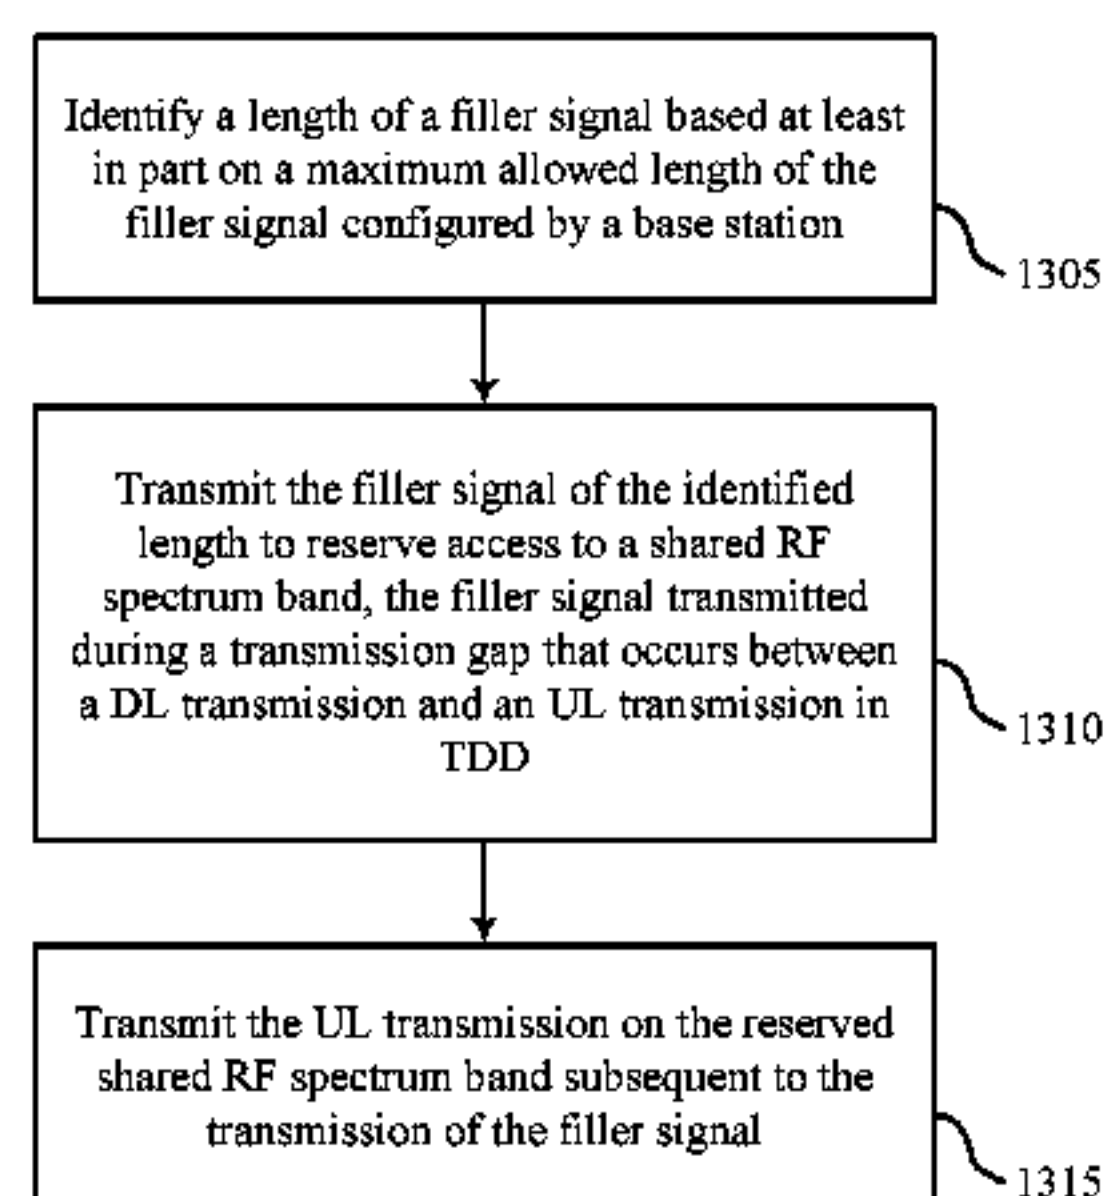 Identify a length of a filler signal based at least
in part on a maximum allowed length of the
filler signal configured by a base station
1305
Transmit the filler signal of the identified
length to reserve access to a shared RF
spectrum band, the filler signal transmitted
during a transmission gap that occurs between
a DL transmission and an UL transmission in
TDD
1310
Transmit the UL transmission on the reserved
shared RF spectrum band subsequent to the
transmission of the filler signal
1315